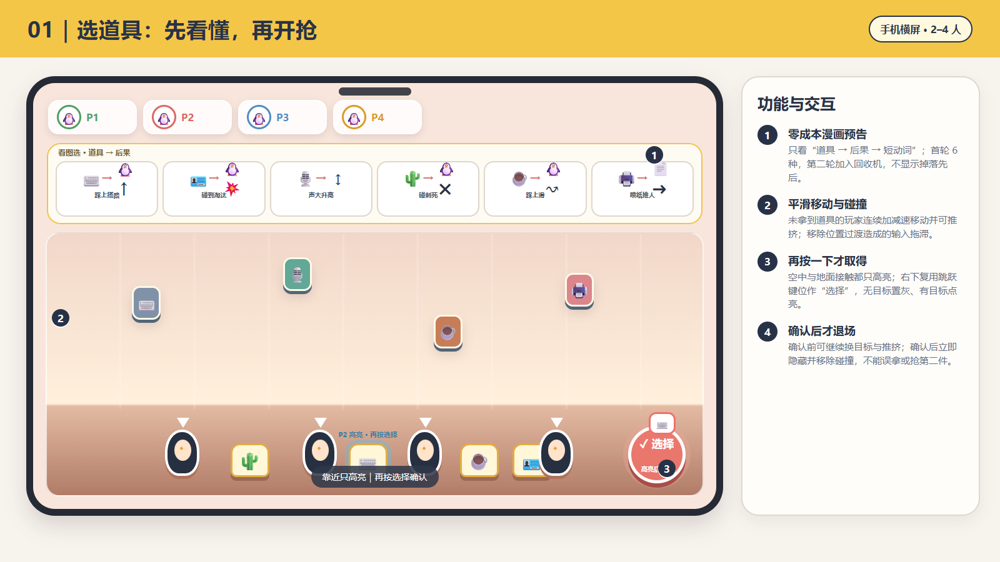 01｜选道具：先看懂，再开抢
手机横屏 • 2–4 人
P1
P2
P3
P4
看图选 • 道具 → 后果
1
踩上搭路
碰到淘汰
声大升高
碰刺死
踩上滑
喷纸推人
2
P2 高亮 • 再按选择
✓ 选择
高亮后
3
靠近只高亮｜再按选择确认
功能与交互
1
零成本漫画预告
只看“道具 → 后果 → 短动词”；首轮 6
种，第二轮加入回收机，不显示掉落先
后。
2
平滑移动与碰撞
未拿到道具的玩家连续加减速移动并可推
挤；移除位置过渡造成的输入拖滞。
3
再按一下才取得
空中与地面接触都只高亮；右下复用跳跃
键位作“选择”，无目标置灰、有目标点
亮。
4
确认后才退场
确认前可继续换目标与推挤；确认后立即
隐藏并移除碰撞，不能误拿或抢第二件。